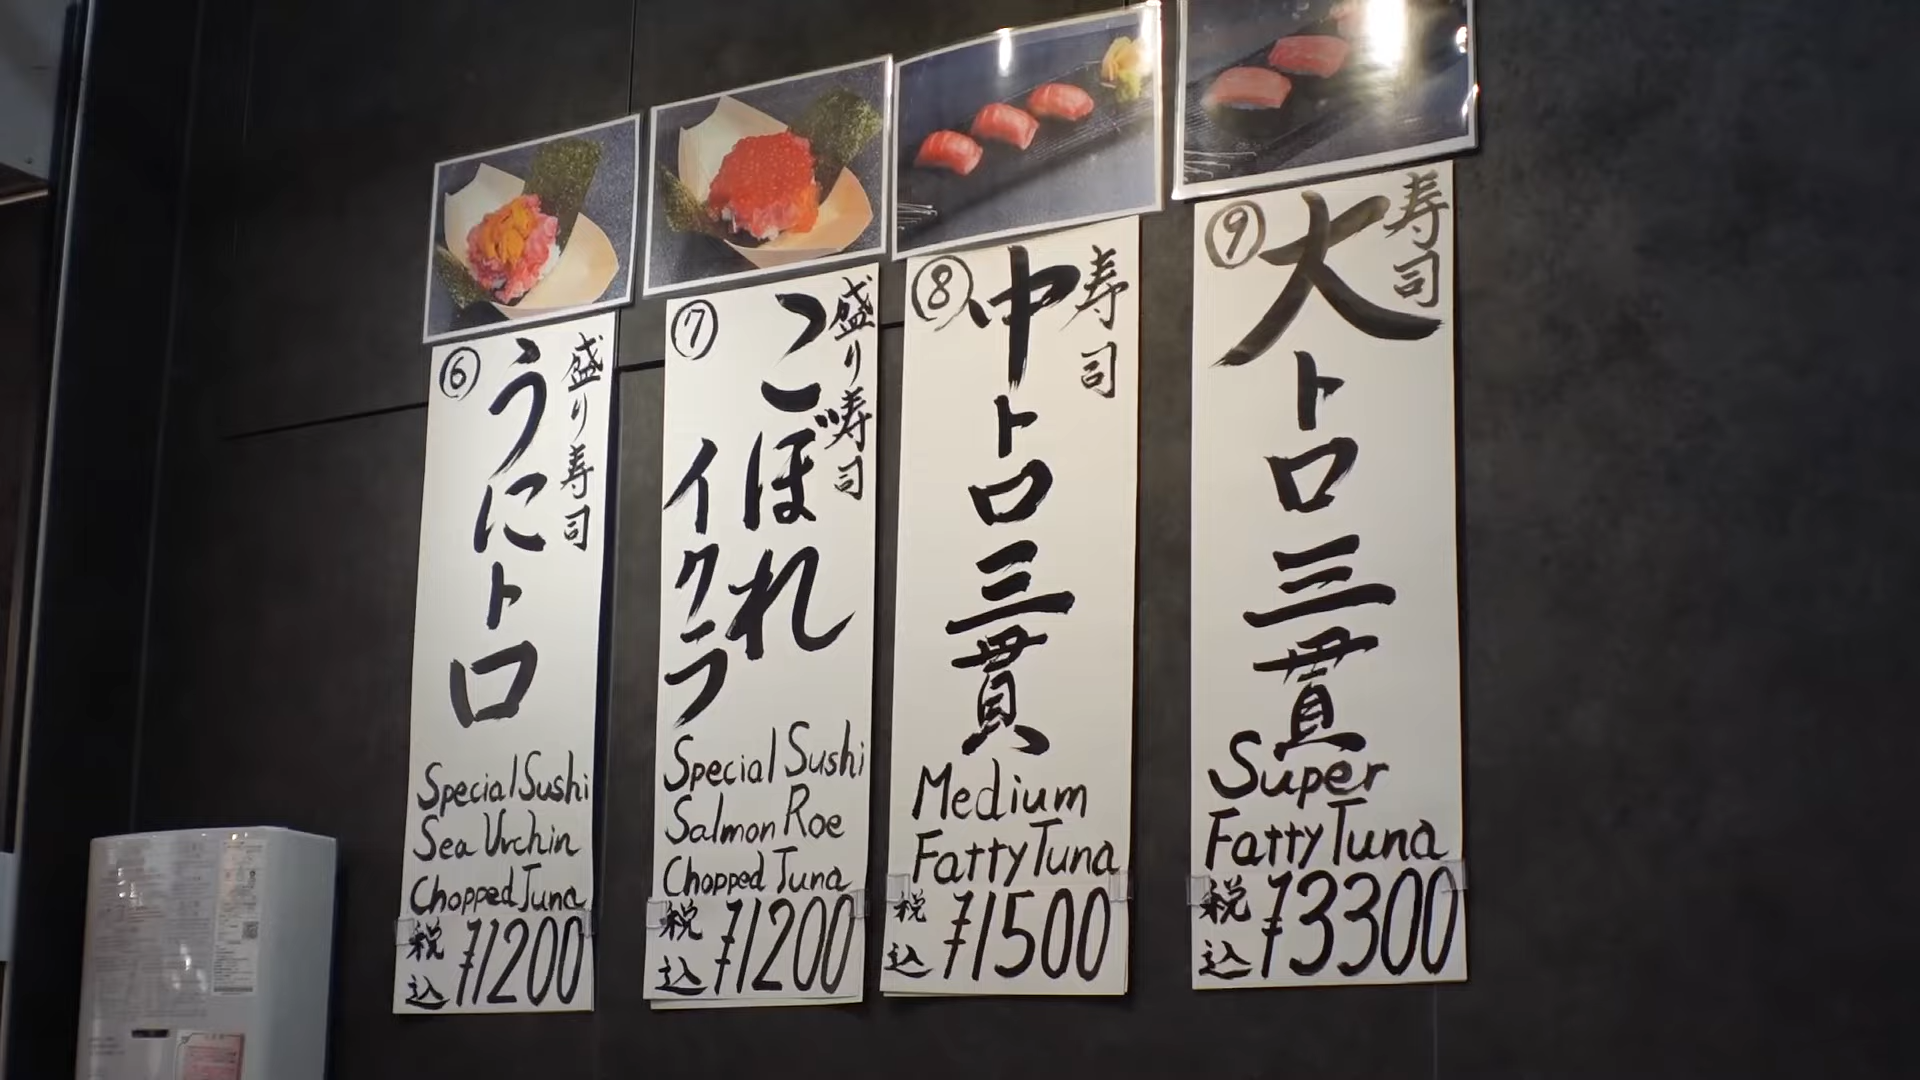 ⑥
盛り寿司
うにトロ
Special Sushi
Sea Urchin
Chopped Tuna
税込
¥1200
⑦
盛り寿司
こぼれ
イクラ
Special Sushi
Salmon Roe
Chopped Tuna
税込
¥1200
⑧
寿司
中トロ三貫
Medium
Fatty Tuna
税込
¥1500
⑨
寿司
大トロ三貫
Super
Fatty Tuna
税込
¥3300